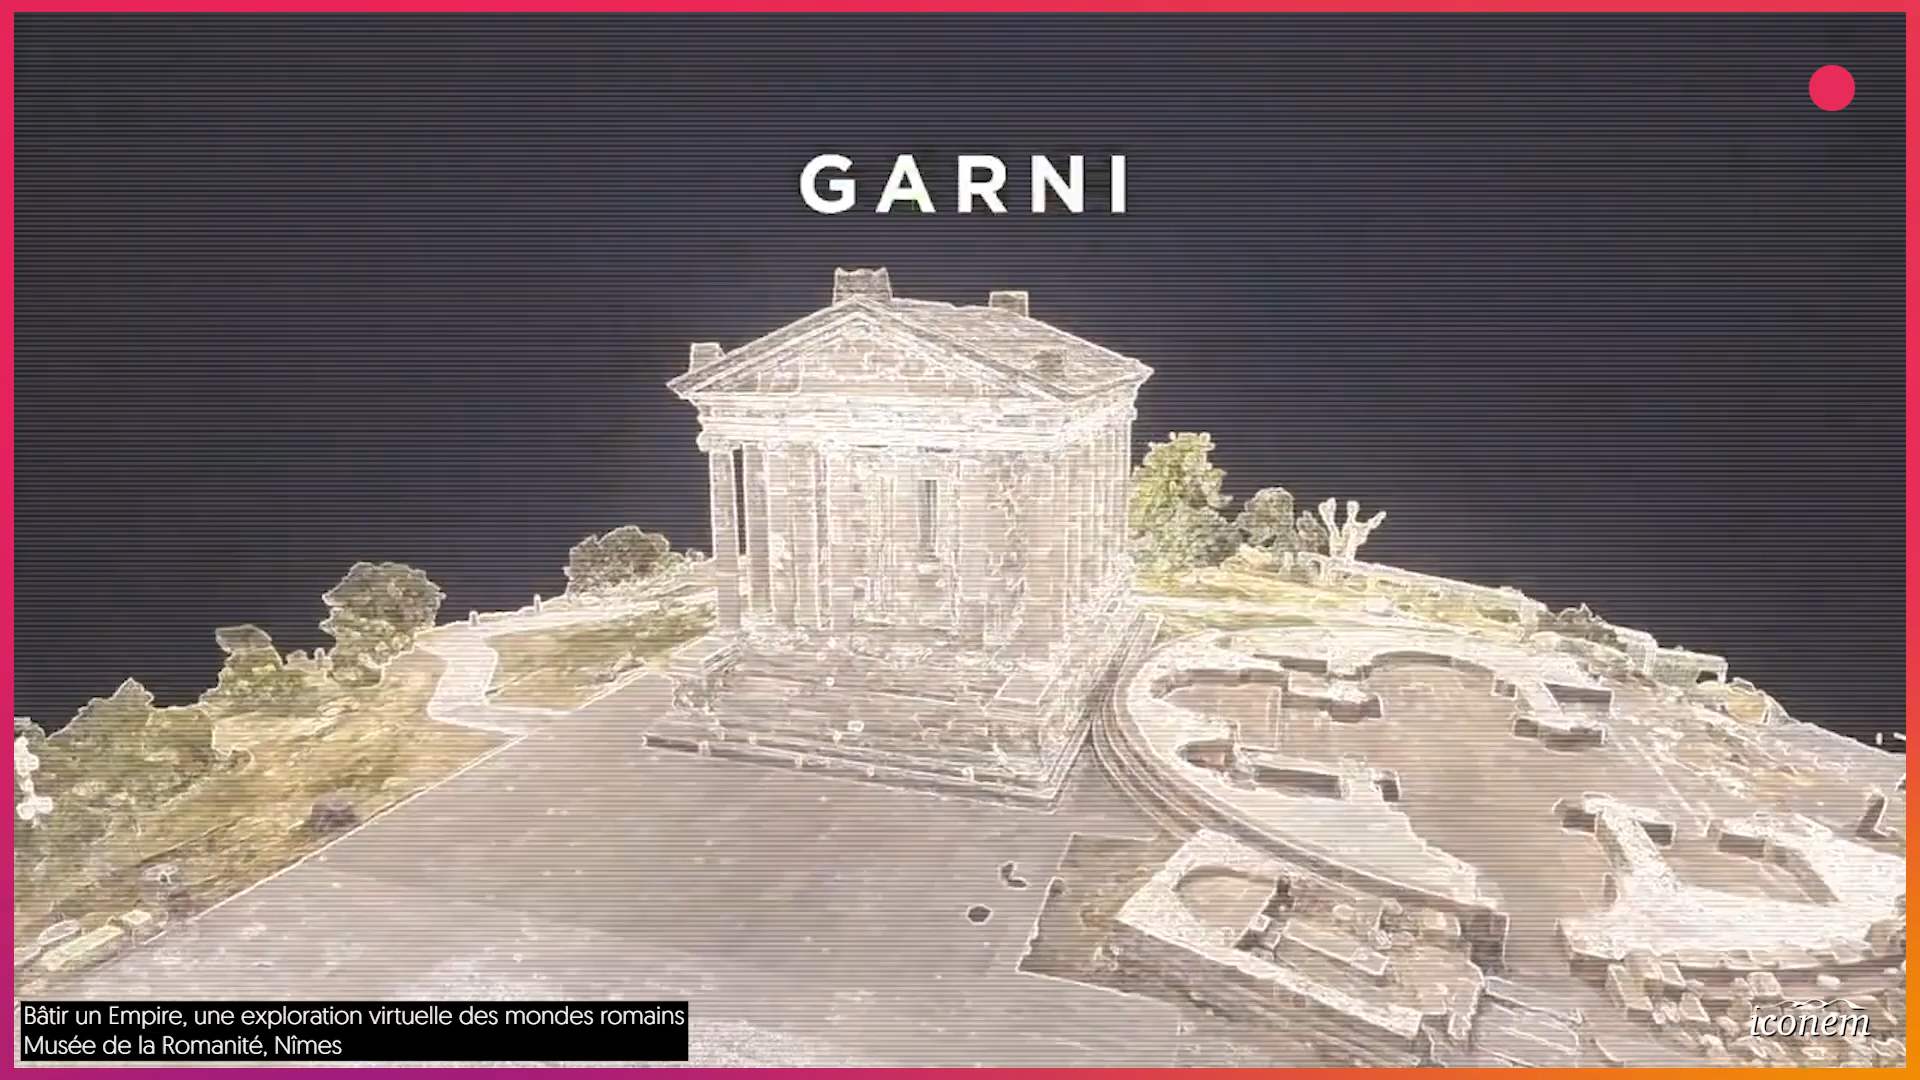 GARNI
Bâtir un Empire, une exploration virtuelle des mondes romains
Musée de la Romanité, Nîmes
iconem